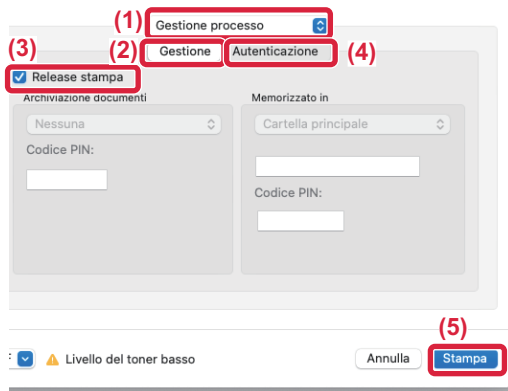 (1)
Gestione processo
(3)
(2)
Gestione
Autenticazione
(4)
Release stampa
Archiviazione documenti
Memorizzato in
Nessuna
Cartella principale
Codice PIN:
Codice PIN:
(5)
Livello del toner basso
Annulla
Stampa